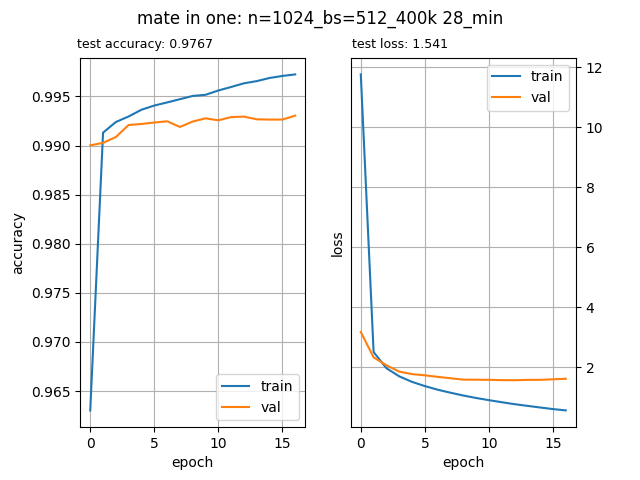 mate in one: n=1024_bs=512_400k 28_min
test accuracy: 0.9767
0.995
0.990
0.985
0.980
0.975
0.970
0.965
accuracy
train
val
0 5 10 15
epoch
test loss: 1.541
train
val
12
10
8
6
4
2
loss
0 5 10 15
epoch